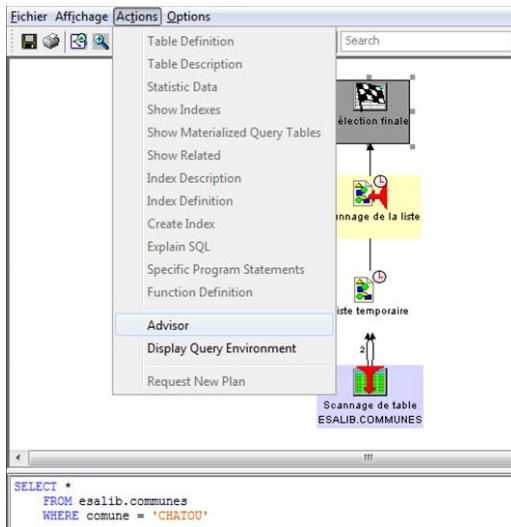 Fichier Affichage Actions Options
Search
Table Definition
Table Description
Statistic Data
Show Indexes
Show Materialized Query Tables
Show Related
Index Description
Index Definition
Create Index
Explain SQL
Specific Program Statements
Function Definition
Advisor
Display Query Environment
Request New Plan
élection finale
nnage de la liste
iste temporaire
2
Scannage de table
ESALIB.COMMUNES
SELECT *
FROM esalib.communes
WHERE comune = 'CHATOU'